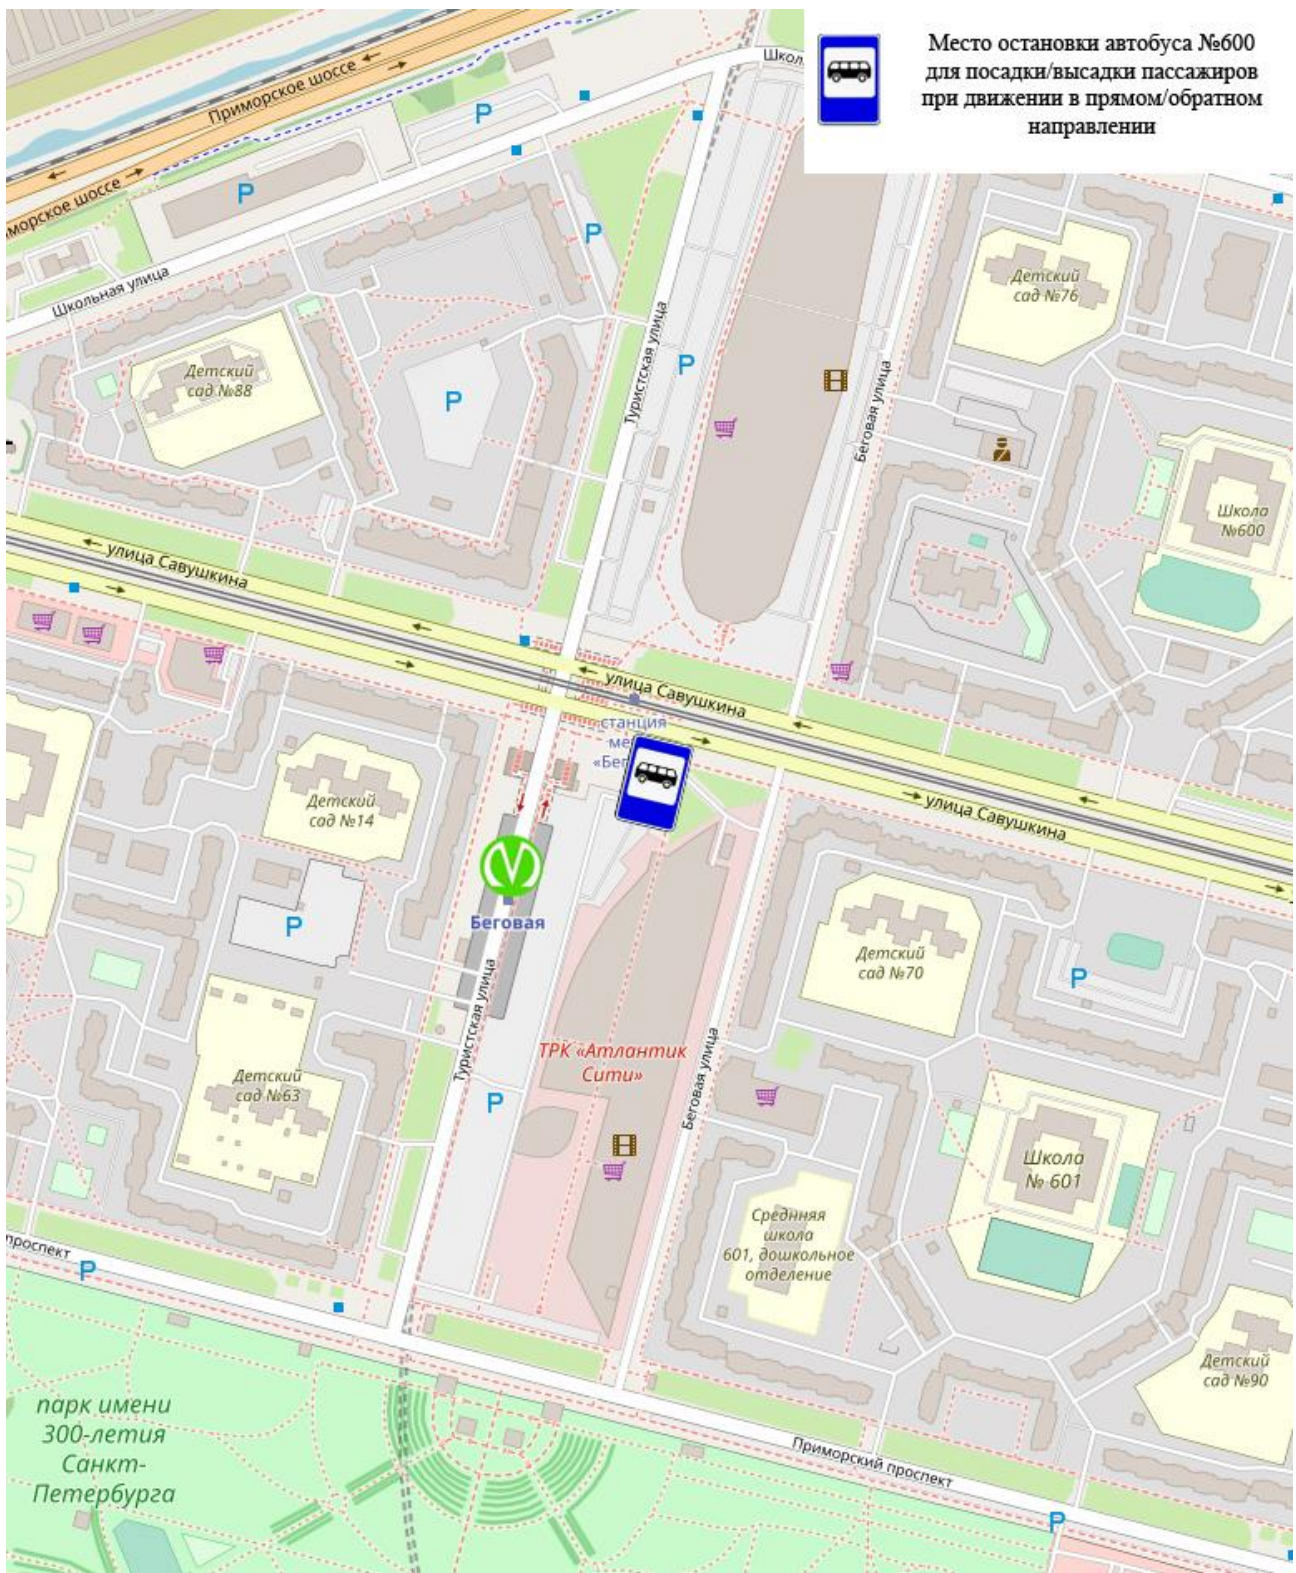 Место остановки автобуса №600
для посадки/высадки пассажиров
при движении в прямом/обратном
направлении
Приморское шоссе
морское шоссе
Школ
P
P
P
Школьная улица
Детский
сад №76
Детский
сад №88
Туристская улица
P
P
Беговая улица
Школа
№600
улица Савушкина
улица Савушкина
станция
ме
«Бег
улица Савушкина
Детский
сад №14
Беговая
P
Детский
сад №70
P
Туристская улица
ТРК «Атлантик
Сити»
Беговая улица
Детский
сад №63
P
Школа
№ 601
Среднняя
школа
601, дошкольное
отделение
проспект
P
Детский
сад №90
парк имени
300-летия
Санкт-
Петербурга
Приморский проспект
P